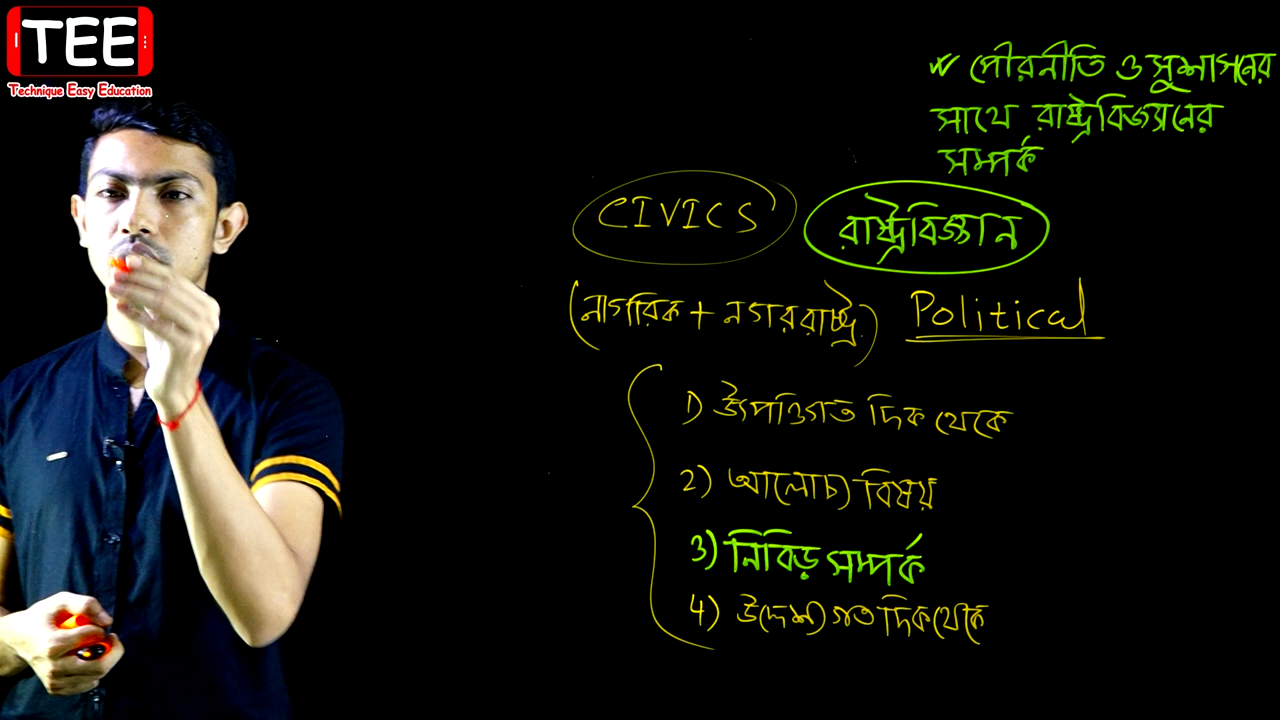 TEE
Technique Easy Education
পৌরনীতি ও সুশাসনের
সাথে রাষ্ট্রবিজ্ঞানের
সম্পর্ক
CIVICS রাষ্ট্রবিজ্ঞান
(নাগরিক + নগররাষ্ট্র) Political
1) উৎপত্তিগত দিক থেকে
2) আলোচ্য বিষয়
3) নিবিড় সম্পর্ক
4) উদ্দেশ্যগত দিক থেকে